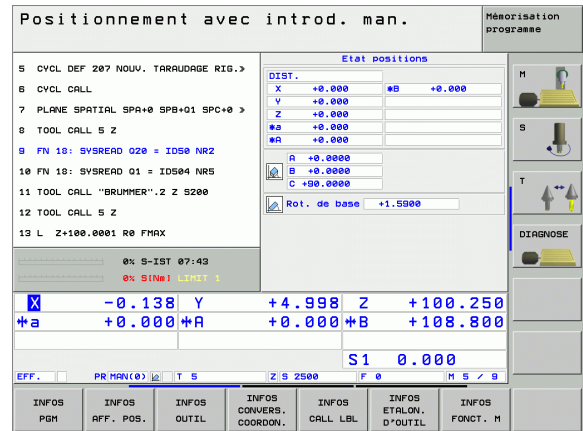 Positionnement avec introd. man.
Mémorisation
programme
Etat positions
5 CYCL DEF 207 NOUV. TARAUDAGE RIG.»
6 CYCL CALL
7 PLANE SPATIAL SPA+0 SPB+Q1 SPC+0 »
8 TOOL CALL 5 Z
9 FN 18: SYSREAD Q20 = ID50 NR2
10 FN 18: SYSREAD Q1 = ID504 NR5
11 TOOL CALL "BRUMMER".2 Z S200
12 TOOL CALL 5 Z
13 L Z+100.0001 R0 FMAX
DIST.
X +0.000 *B +0.000
Y +0.000
Z +0.000
*a +0.000
*A +0.000
A +0.0000
B +0.0000
C +90.0000
Rot. de base +1.5900
M
S
T
DIAGNOSE
0% S-IST 07:43
0% S[Nm] LIMIT 1
X -0.138 Y +4.998 Z +100.250
*a +0.000 *A +0.000 *B +108.800
S1 0.000
EFF. PR MAN(0) T 5 Z S 2500 F 0 M 5 / 9
INFOS
PGM
INFOS
AFF. POS.
INFOS
OUTIL
INFOS
CONVERS.
COORDON.
INFOS
CALL LBL
INFOS
ETALON.
D'OUTIL
INFOS
FONCT. M